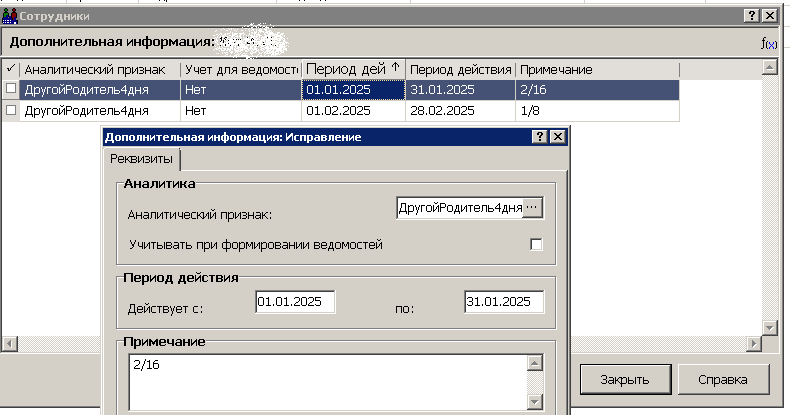 Сотрудники
Дополнительная информация:
f(x)
Аналитический признак Учет для ведомост Период дей ↑ Период действия Примечание
ДругойРодитель4дня Нет 01.01.2025 31.01.2025 2/16
ДругойРодитель4дня Нет 01.02.2025 28.02.2025 1/8
Дополнительная информация: Исправление
Реквизиты
Аналитика
Аналитический признак: ДругойРодитель4дня ...
Учитывать при формировании ведомостей
Период действия
Действует с: 01.01.2025 по: 31.01.2025
Примечание
2/16
Закрыть Справка